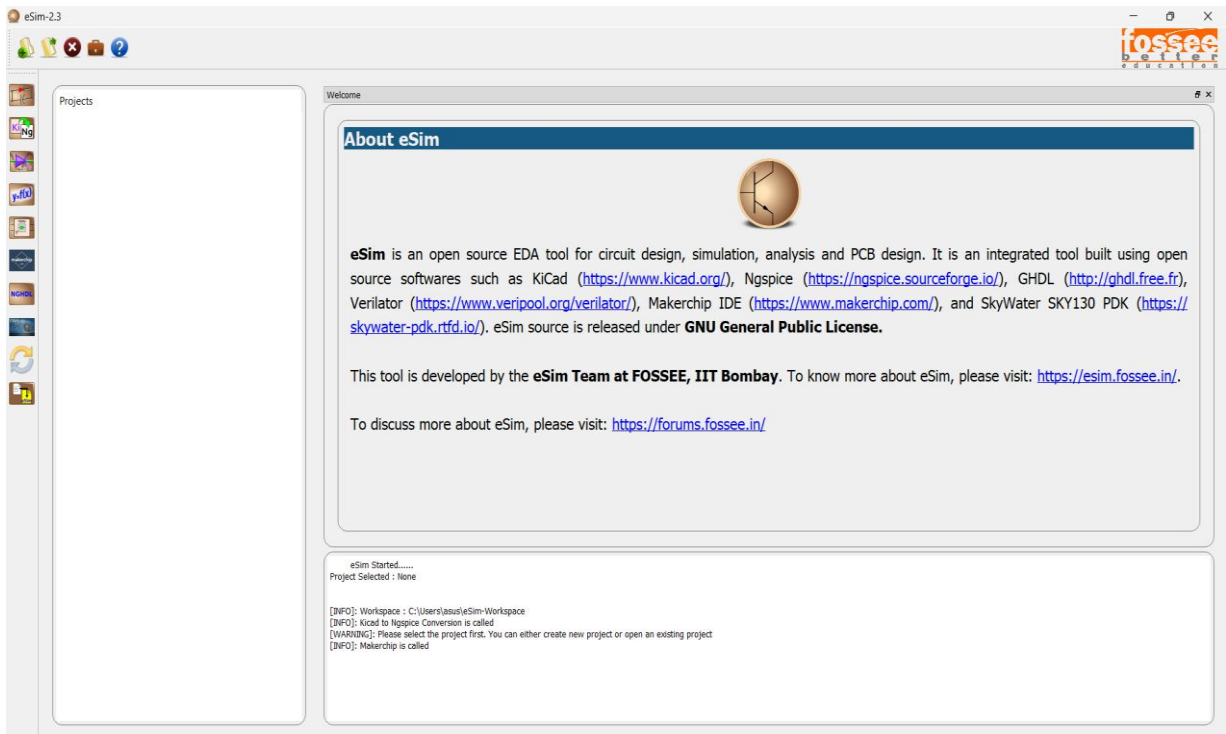 eSim-2.3
fossee
better
education
Projects
Ki
Ng
y=f(x)
makerchip
NGHDL
Welcome
About eSim
eSim is an open source EDA tool for circuit design, simulation, analysis and PCB design. It is an integrated tool built using open
source softwares such as KiCad (https://www.kicad.org/), Ngspice (https://ngspice.sourceforge.io/), GHDL (http://ghdl.free.fr),
Verilator (https://www.veripool.org/verilator/), Makerchip IDE (https://www.makerchip.com/), and SkyWater SKY130 PDK (https://
skywater-pdk.rtfd.io/). eSim source is released under GNU General Public License.
This tool is developed by the eSim Team at FOSSEE, IIT Bombay. To know more about eSim, please visit: https://esim.fossee.in/.
To discuss more about eSim, please visit: https://forums.fossee.in/
eSim Started......
Project Selected : None
[INFO]: Workspace : C:\Users\asus\eSim-Workspace
[INFO]: Kicad to Ngspice Conversion is called
[WARNING]: Please select the project first. You can either create new project or open an existing project
[INFO]: Makerchip is called